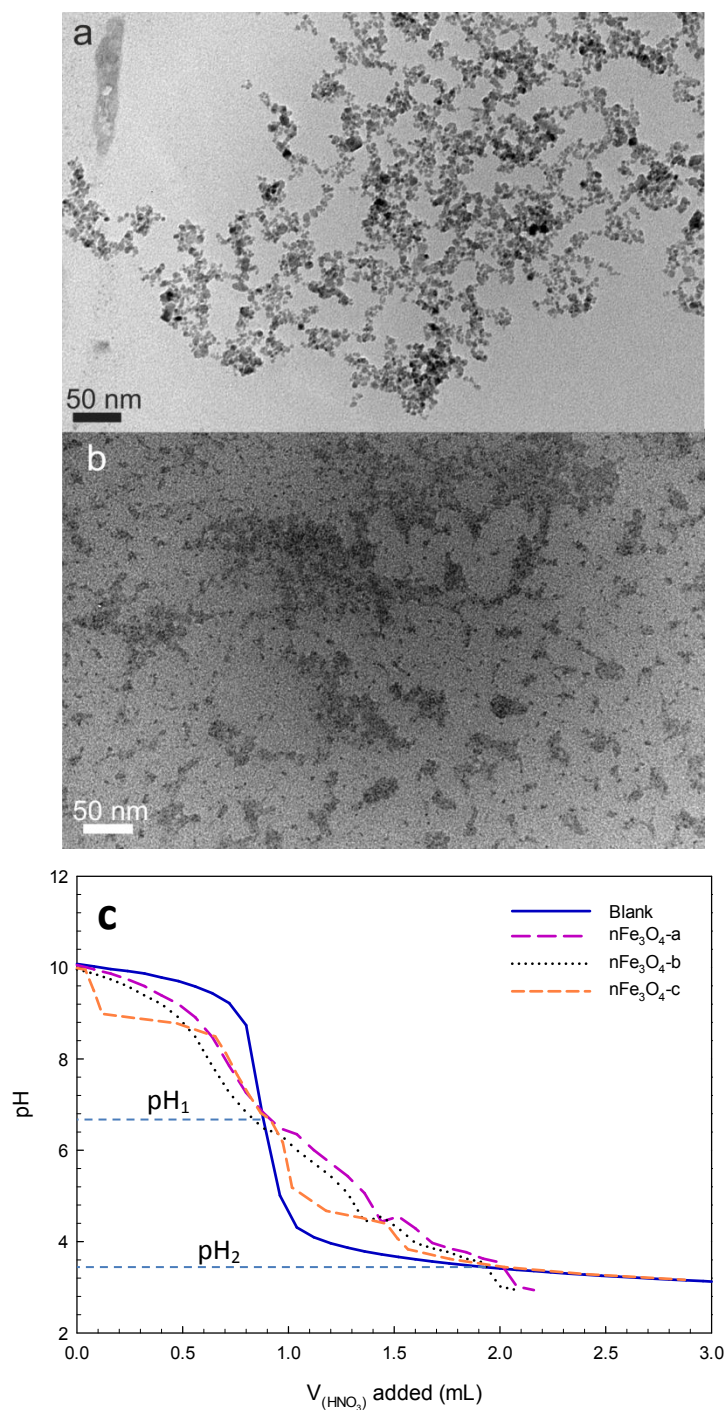 a
50 nm
b
50 nm
c
Blank
nFe₃O₄-a
nFe₃O₄-b
nFe₃O₄-c
12
10
8
6
4
2
pH
pH₁
pH₂
0.0 0.5 1.0 1.5 2.0 2.5 3.0
V(HNO₃) added (mL)